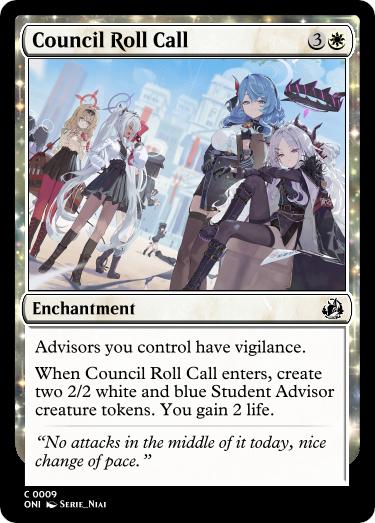 Council Roll Call 3
Enchantment
Advisors you control have vigilance.
When Council Roll Call enters, create
two 2/2 white and blue Student Advisor
creature tokens. You gain 2 life.
“No attacks in the middle of it today, nice
change of pace.”
C 0009
ONI Serie_Niai